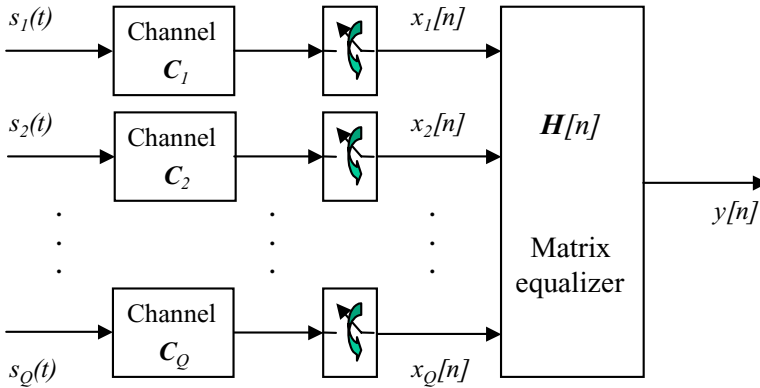 s1(t)
Channel
C1
x1[n]
s2(t)
Channel
C2
x2[n]
H[n]
y[n]
Matrix
equalizer
sQ(t)
Channel
CQ
xQ[n]